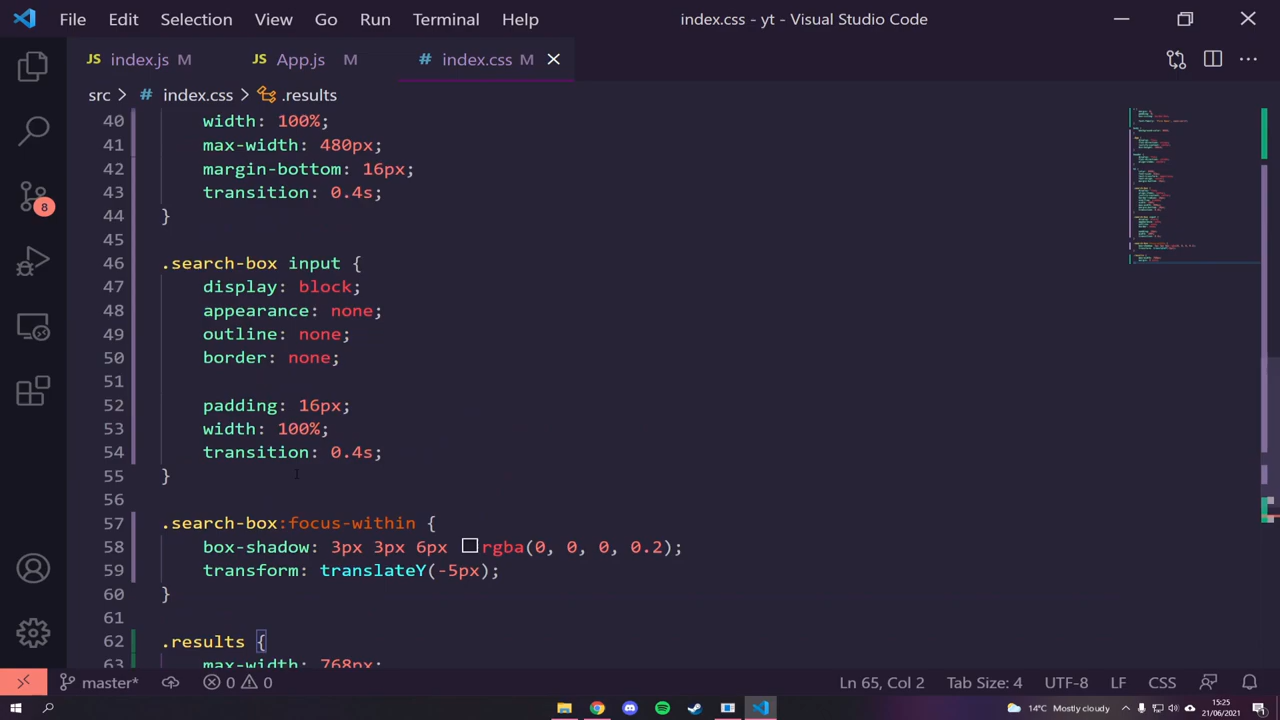 File Edit Selection View Go Run Terminal Help index.css - yt - Visual Studio Code
JS index.js M JS App.js M # index.css M
src > # index.css > .results
40 width: 100%;
41 max-width: 480px;
42 margin-bottom: 16px;
43 transition: 0.4s;
44 }
45
46 .search-box input {
47 display: block;
48 appearance: none;
49 outline: none;
50 border: none;
51
52 padding: 16px;
53 width: 100%;
54 transition: 0.4s;
55 }
56
57 .search-box:focus-within {
58 box-shadow: 3px 3px 6px rgba(0, 0, 0, 0.2);
59 transform: translateY(-5px);
60 }
61
62 .results {
63 max-width: 768px;
8
master* 0 0 Ln 65, Col 2 Tab Size: 4 UTF-8 LF CSS
14°C Mostly cloudy 15:25
21/06/2021